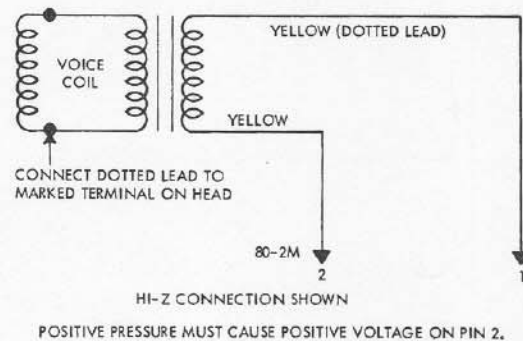 YELLOW (DOTTED LEAD)
VOICE
COIL
YELLOW
CONNECT DOTTED LEAD TO
MARKED TERMINAL ON HEAD
80-2M
2
1
HI-Z CONNECTION SHOWN
POSITIVE PRESSURE MUST CAUSE POSITIVE VOLTAGE ON PIN 2.